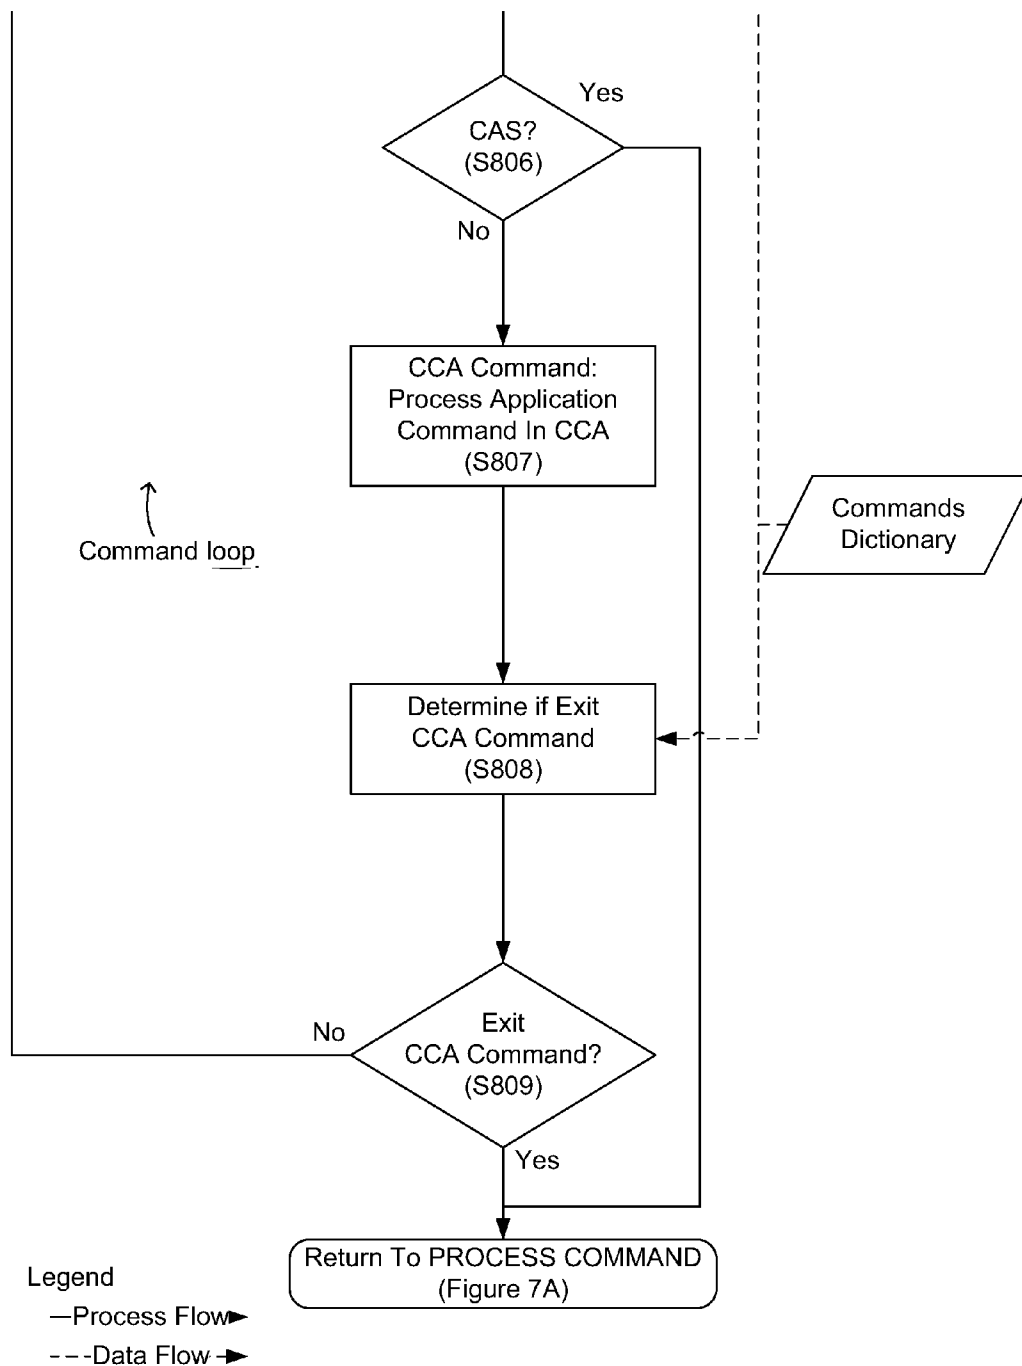 Yes
CAS?
(S806)
No
CCA Command:
Process Application
Command In CCA
(S807)
Commands
Dictionary
Command loop
Determine if Exit
CCA Command
(S808)
No
Exit
CCA Command?
(S809)
Yes
Return To PROCESS COMMAND
(Figure 7A)
Legend
Process Flow
Data Flow